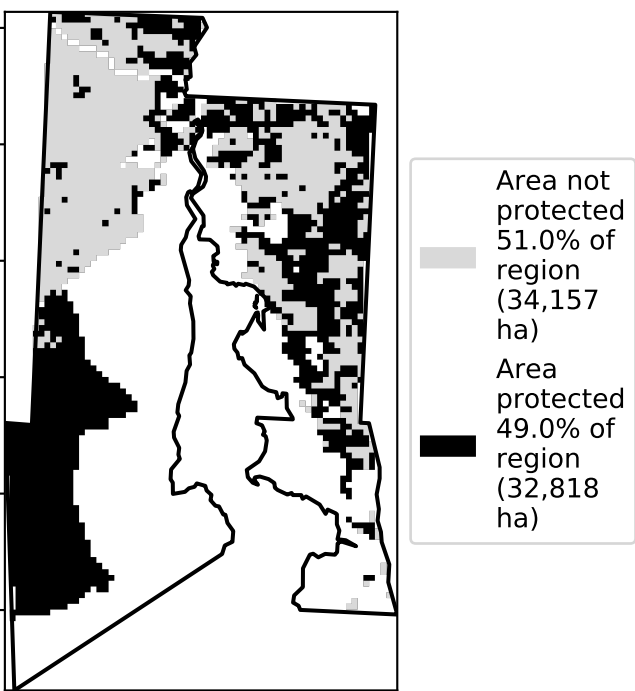 Area not
protected
51.0% of
region
(34,157
ha)
Area
protected
49.0% of
region
(32,818
ha)